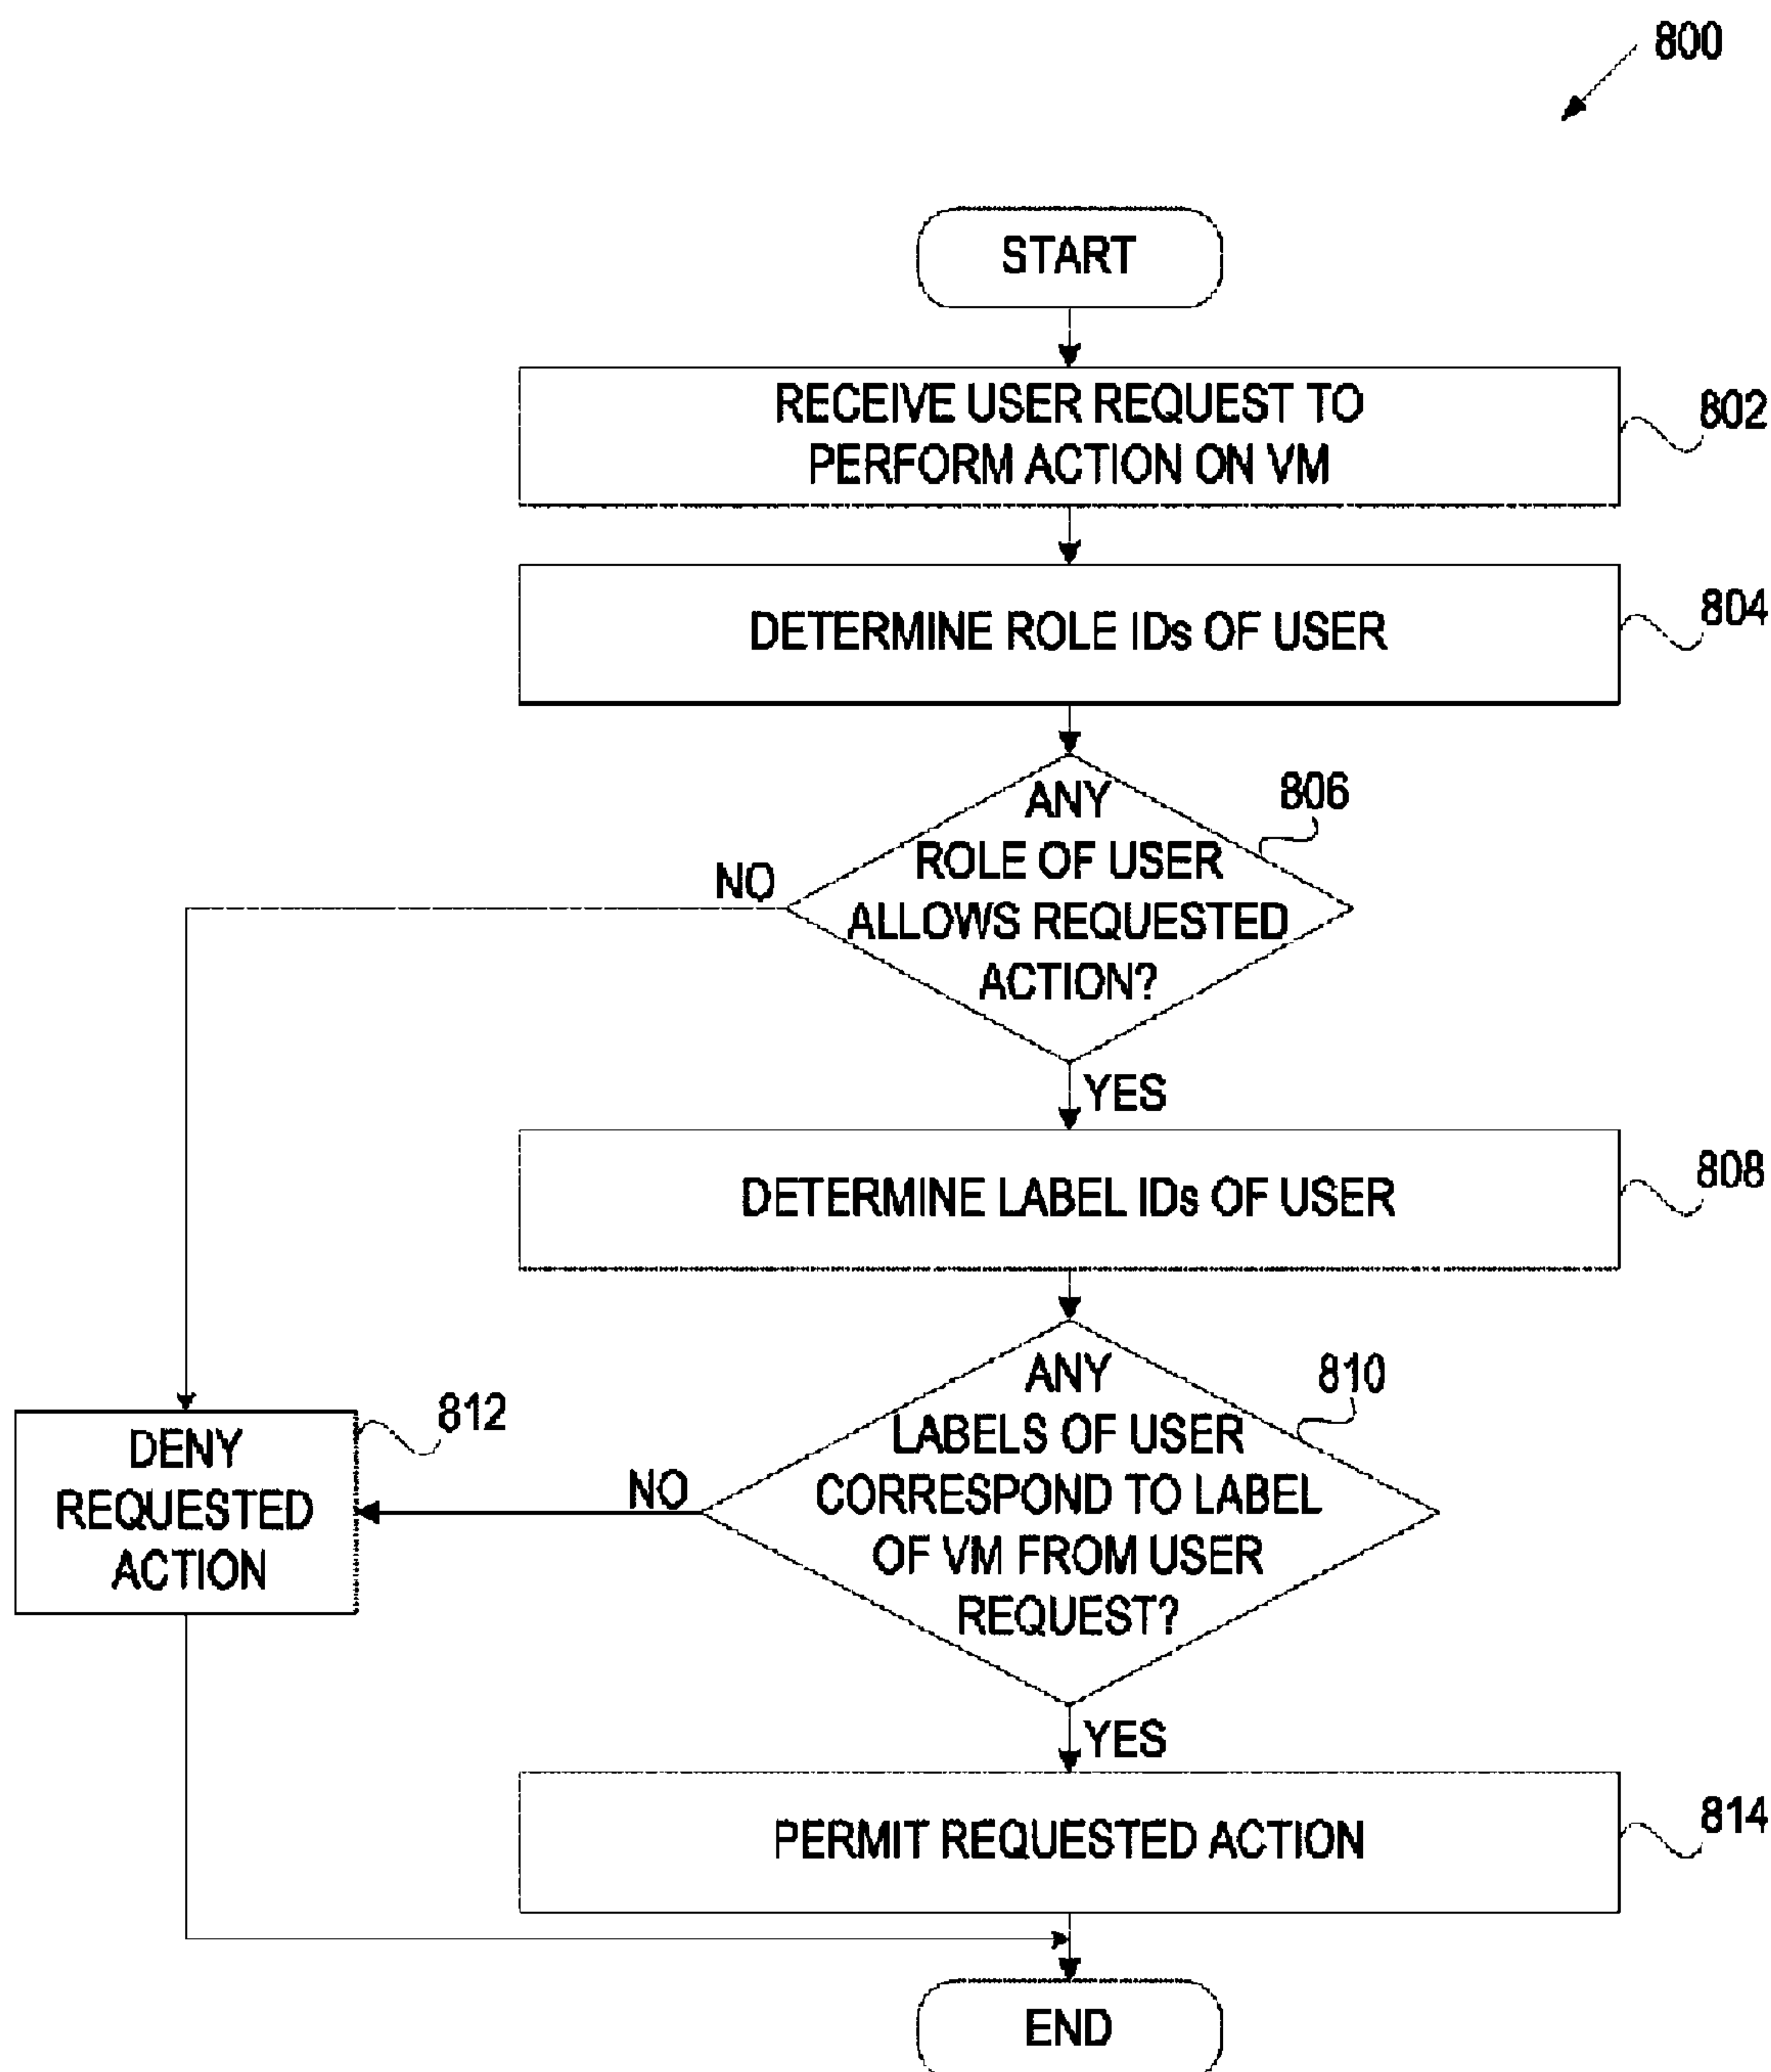 800
START
RECEIVE USER REQUEST TO
PERFORM ACTION ON VM
802
DETERMINE ROLE IDs OF USER
804
ANY
ROLE OF USER
ALLOWS REQUESTED
ACTION?
806
NO
YES
DETERMINE LABEL IDs OF USER
808
ANY
LABELS OF USER
CORRESPOND TO LABEL
OF VM FROM USER
REQUEST?
810
NO
DENY
REQUESTED
ACTION
812
YES
PERMIT REQUESTED ACTION
814
END